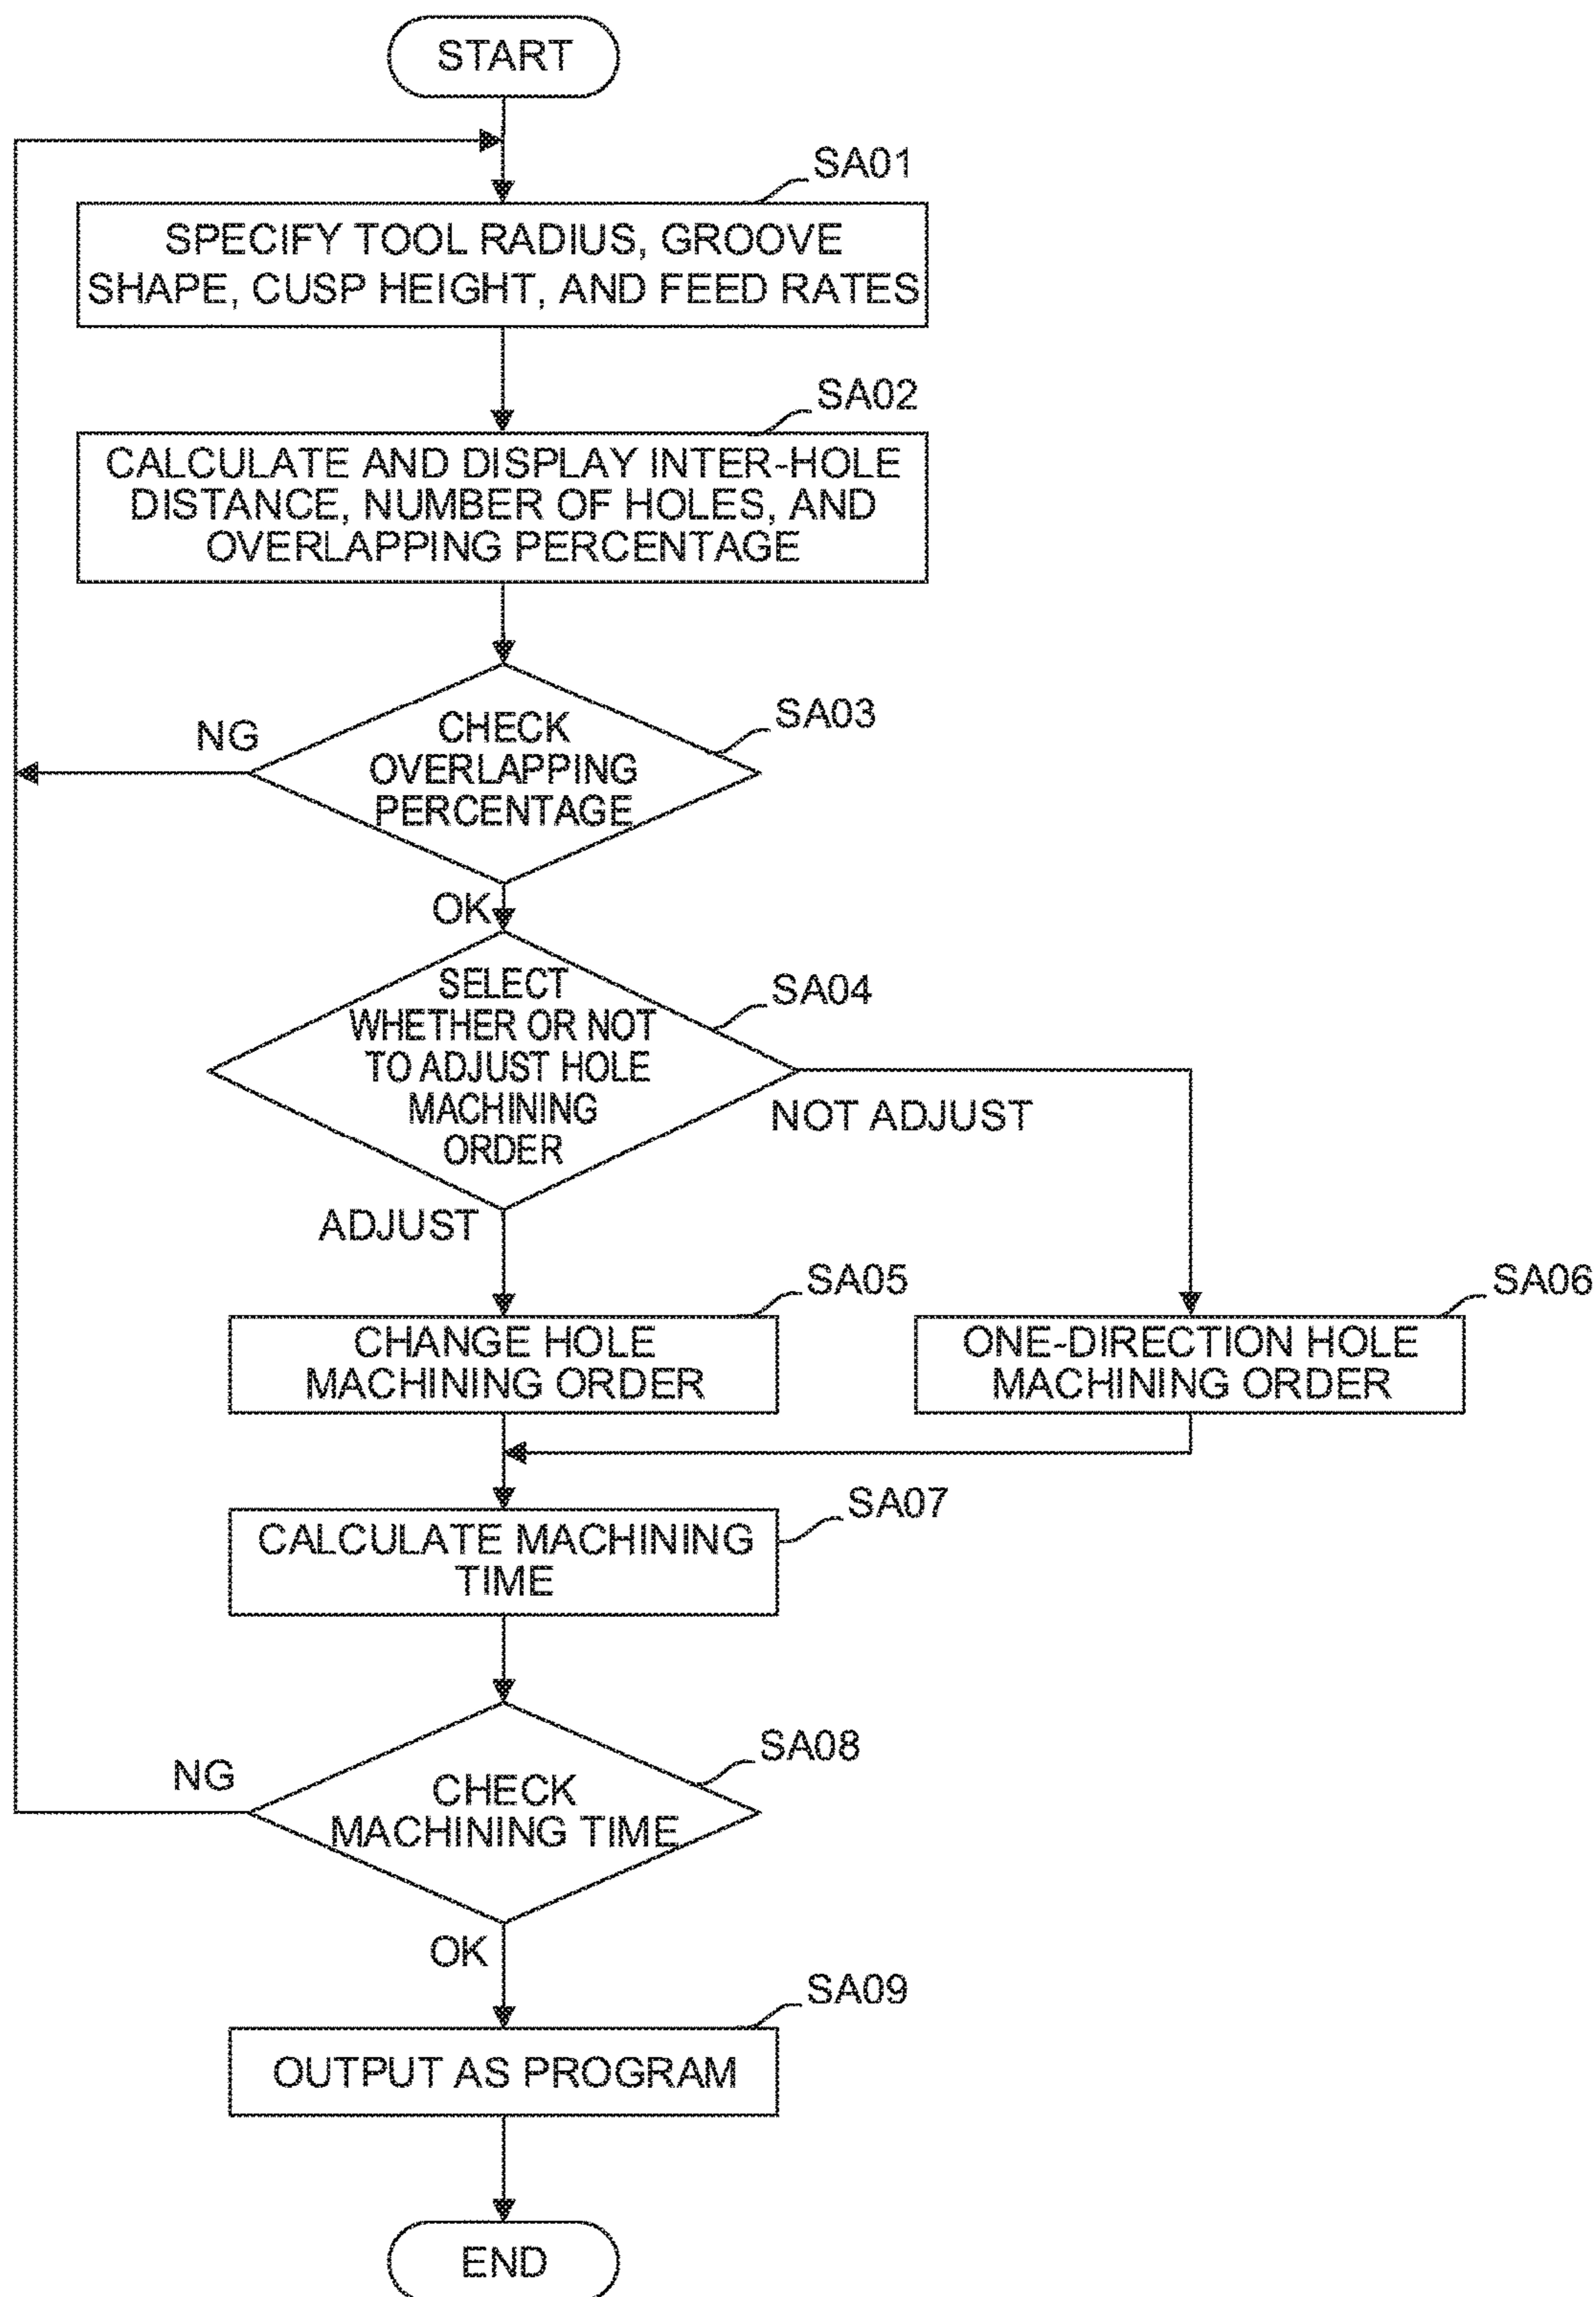 START
SA01
SPECIFY TOOL RADIUS, GROOVE
SHAPE, CUSP HEIGHT, AND FEED RATES
SA02
CALCULATE AND DISPLAY INTER-HOLE
DISTANCE, NUMBER OF HOLES, AND
OVERLAPPING PERCENTAGE
SA03
NG
CHECK
OVERLAPPING
PERCENTAGE
OK
SA04
SELECT
WHETHER OR NOT
TO ADJUST HOLE
MACHINING
ORDER
NOT ADJUST
ADJUST
SA05
CHANGE HOLE
MACHINING ORDER
SA06
ONE-DIRECTION HOLE
MACHINING ORDER
SA07
CALCULATE MACHINING
TIME
SA08
NG
CHECK
MACHINING TIME
OK
SA09
OUTPUT AS PROGRAM
END